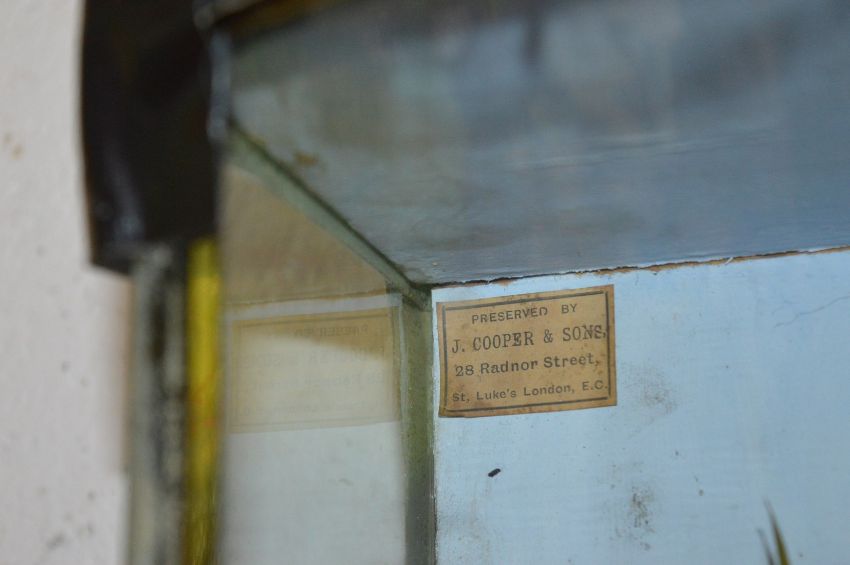 PRESERVED BY
J. COOPER & SONS,
28 Radnor Street,
St, Luke's London, E.C.